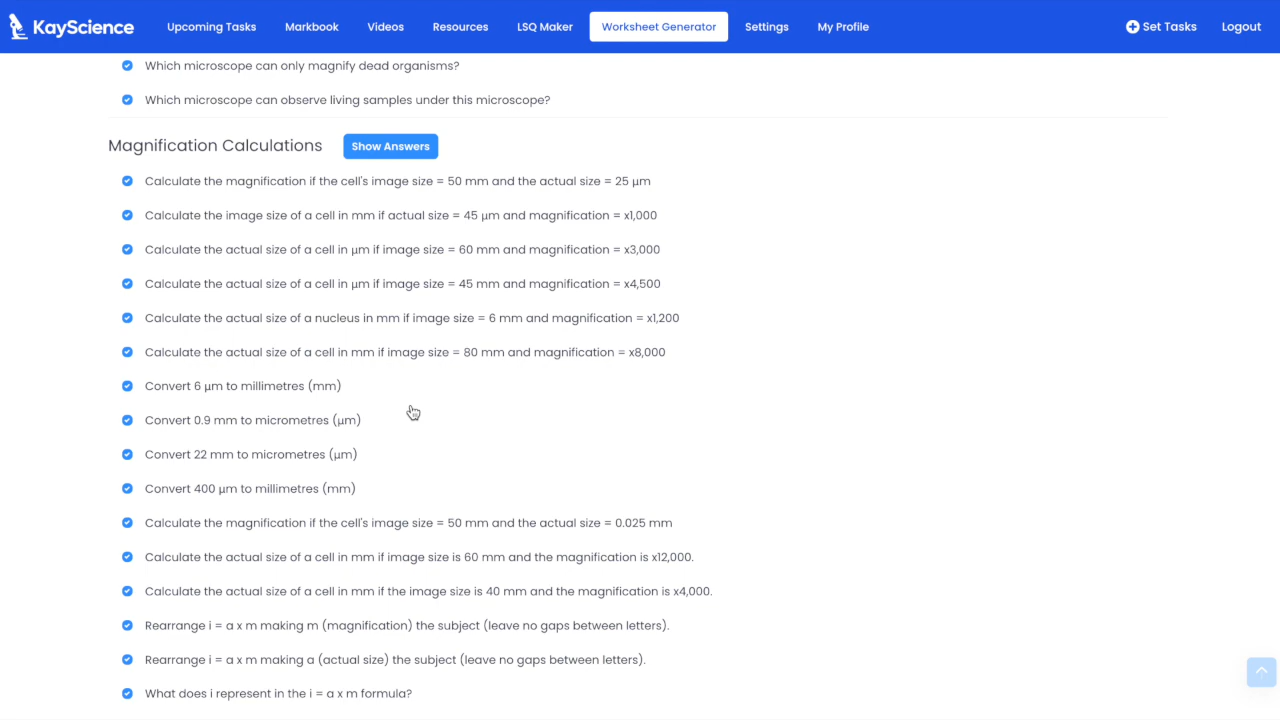 KayScience Upcoming Tasks Markbook Videos Resources LSQ Maker Worksheet Generator Settings My Profile Set Tasks Logout
Which microscope can only magnify dead organisms?
Which microscope can observe living samples under this microscope?
Magnification Calculations Show Answers
Calculate the magnification if the cell's image size = 50 mm and the actual size = 25 µm
Calculate the image size of a cell in mm if actual size = 45 µm and magnification = x1,000
Calculate the actual size of a cell in µm if image size = 60 mm and magnification = x3,000
Calculate the actual size of a cell in µm if image size = 45 mm and magnification = x4,500
Calculate the actual size of a nucleus in mm if image size = 6 mm and magnification = x1,200
Calculate the actual size of a cell in mm if image size = 80 mm and magnification = x8,000
Convert 6 µm to millimetres (mm)
Convert 0.9 mm to micrometres (µm)
Convert 22 mm to micrometres (µm)
Convert 400 µm to millimetres (mm)
Calculate the magnification if the cell's image size = 50 mm and the actual size = 0.025 mm
Calculate the actual size of a cell in mm if image size is 60 mm and the magnification is x12,000.
Calculate the actual size of a cell in mm if the image size is 40 mm and the magnification is x4,000.
Rearrange i = a x m making m (magnification) the subject (leave no gaps between letters).
Rearrange i = a x m making a (actual size) the subject (leave no gaps between letters).
What does i represent in the i = a x m formula?